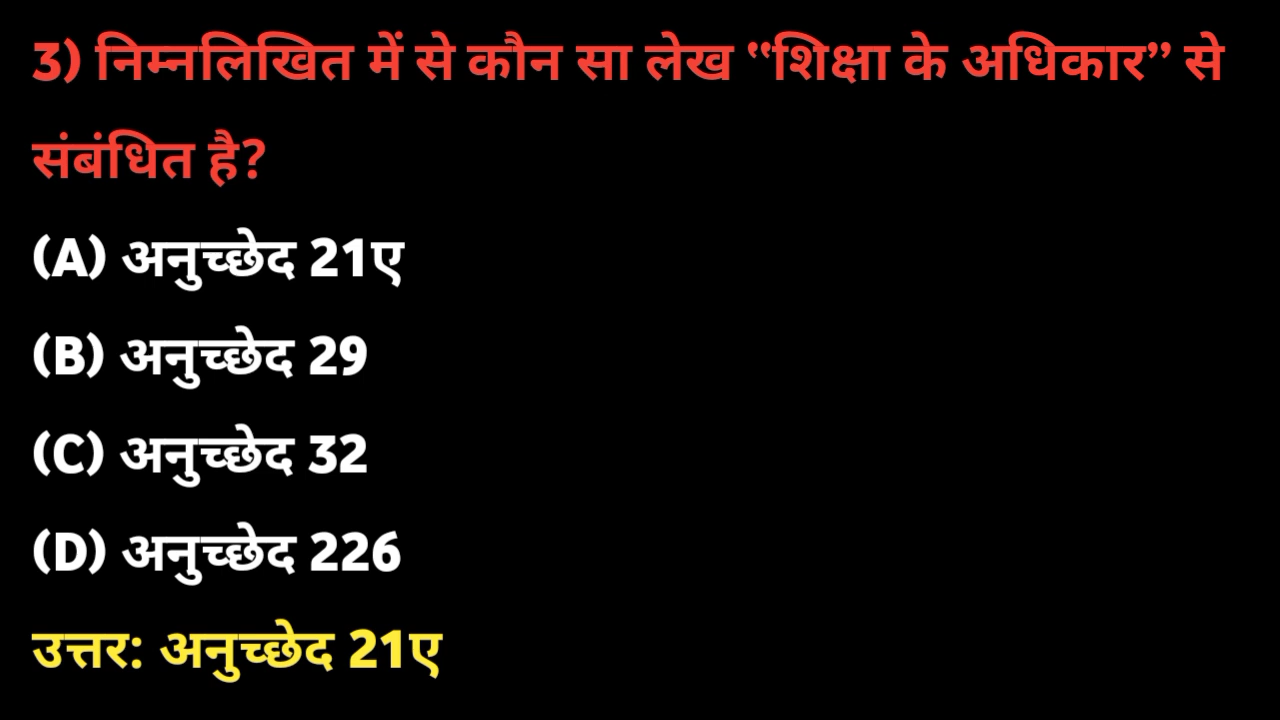 3) निम्नलिखित में से कौन सा लेख “शिक्षा के अधिकार” से
संबंधित है?
(A) अनुच्छेद 21ए
(B) अनुच्छेद 29
(C) अनुच्छेद 32
(D) अनुच्छेद 226
उत्तर: अनुच्छेद 21ए